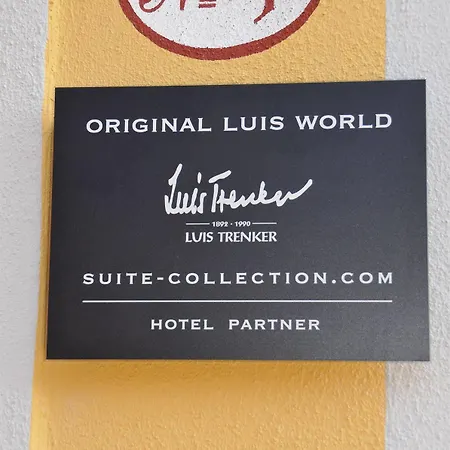 ORIGINAL LUIS WORLD
Luis Trenker
1892 · 1990
LUIS TRENKER
SUITE-COLLECTION.COM
HOTEL PARTNER